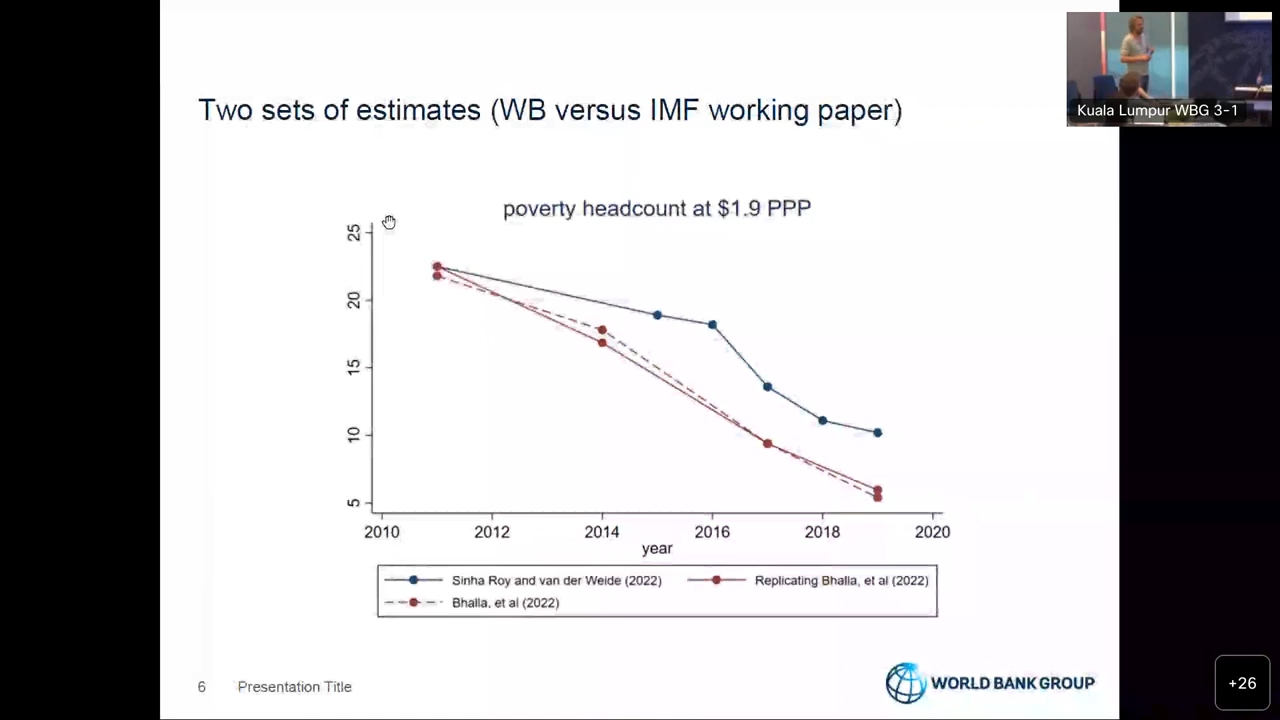 Two sets of estimates (WB versus IMF working paper)
Kuala Lumpur WBG 3-1
poverty headcount at $1.9 PPP
25
20
15
10
5
2010 2012 2014 2016 2018 2020
year
Sinha Roy and van der Weide (2022) Replicating Bhalla, et al (2022)
Bhalla, et al (2022)
6 Presentation Title
WORLD BANK GROUP
+26